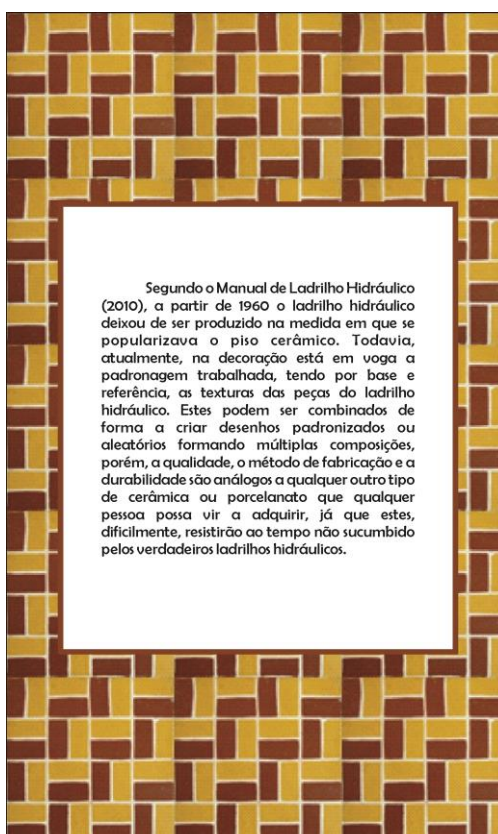 Segundo o Manual de Ladrilho Hidráulico
(2010), a partir de 1960 o ladrilho hidráulico
deixou de ser produzido na medida em que se
popularizava o piso cerâmico. Todavia,
atualmente, na decoração está em voga a
padronagem trabalhada, tendo por base e
referência, as texturas das peças do ladrilho
hidráulico. Estes podem ser combinados de
forma a criar desenhos padronizados ou
aleatórios formando múltiplas composições,
porém, a qualidade, o método de fabricação e a
durabilidade são análogos a qualquer outro tipo
de cerâmica ou porcelanato que qualquer
pessoa possa vir a adquirir, já que estes,
dificilmente, resistirão ao tempo não sucumbido
pelos verdadeiros ladrilhos hidráulicos.